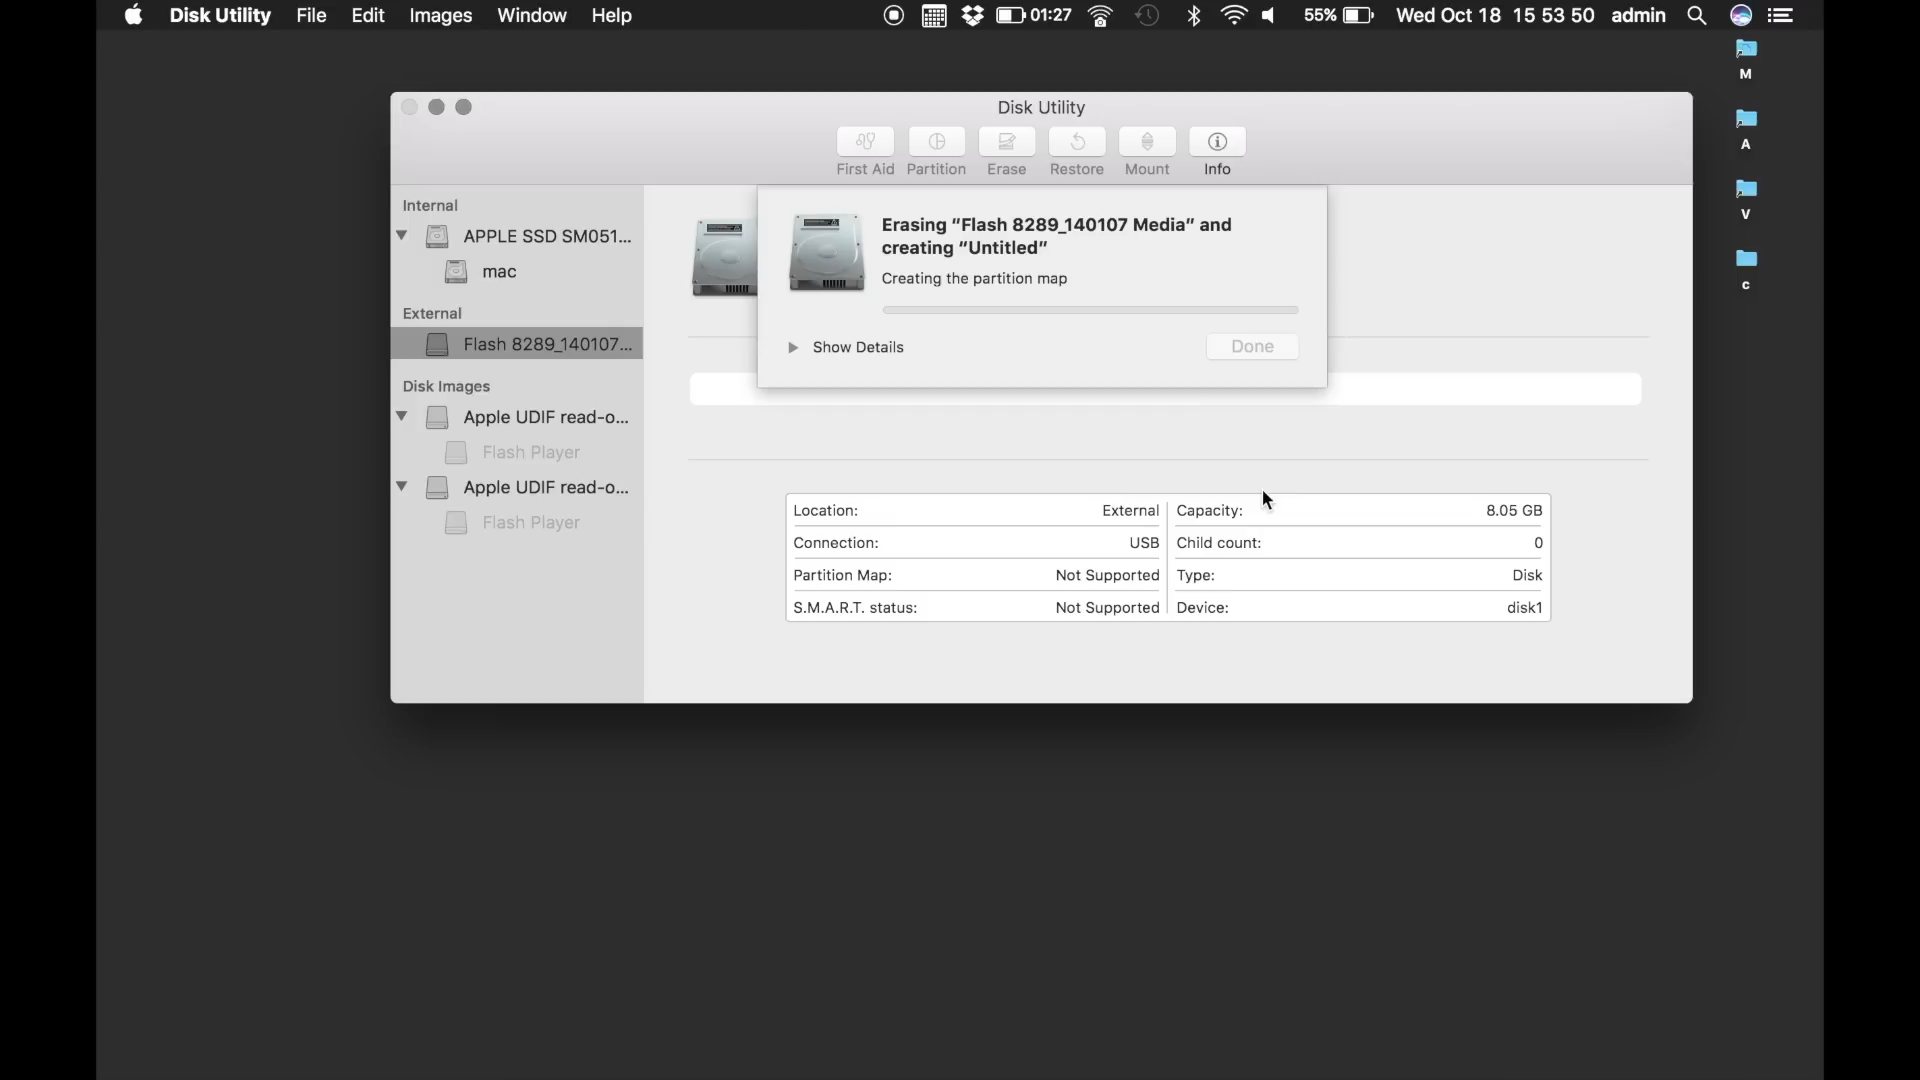 Disk Utility File Edit Images Window Help 01:27 55% Wed Oct 18 15 53 50 admin
M
A
V
c
Disk Utility
First Aid Partition Erase Restore Mount Info
Internal
APPLE SSD SM051...
mac
External
Flash 8289_140107...
Disk Images
Apple UDIF read-o...
Flash Player
Apple UDIF read-o...
Flash Player
Erasing “Flash 8289_140107 Media” and
creating “Untitled”
Creating the partition map
Show Details Done
Location: External Capacity: 8.05 GB
Connection: USB Child count: 0
Partition Map: Not Supported Type: Disk
S.M.A.R.T. status: Not Supported Device: disk1